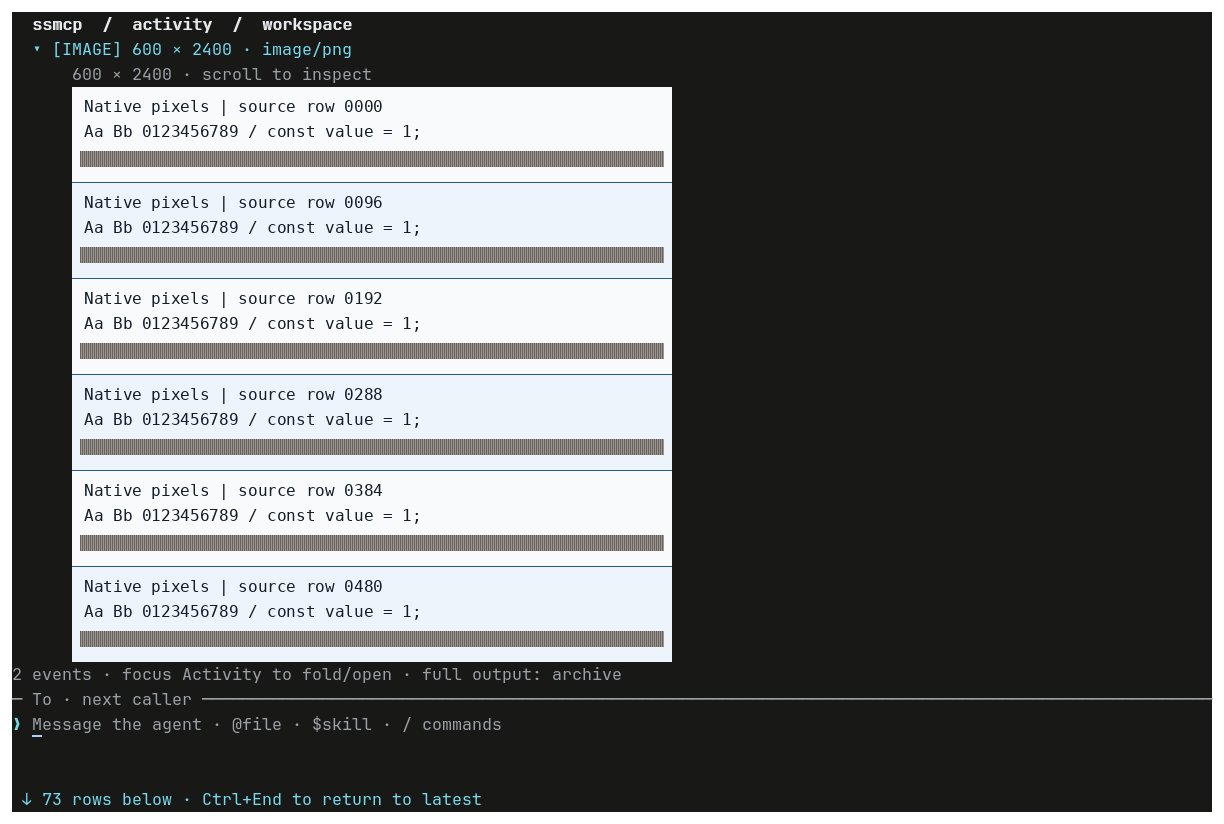 ssmcp / activity / workspace
▾ [IMAGE] 600 × 2400 · image/png
600 × 2400 · scroll to inspect
Native pixels | source row 0000
Aa Bb 0123456789 / const value = 1;
Native pixels | source row 0096
Aa Bb 0123456789 / const value = 1;
Native pixels | source row 0192
Aa Bb 0123456789 / const value = 1;
Native pixels | source row 0288
Aa Bb 0123456789 / const value = 1;
Native pixels | source row 0384
Aa Bb 0123456789 / const value = 1;
Native pixels | source row 0480
Aa Bb 0123456789 / const value = 1;
2 events · focus Activity to fold/open · full output: archive
─ To · next caller ─
❯ Message the agent · @file · $skill · / commands
↓ 73 rows below · Ctrl+End to return to latest